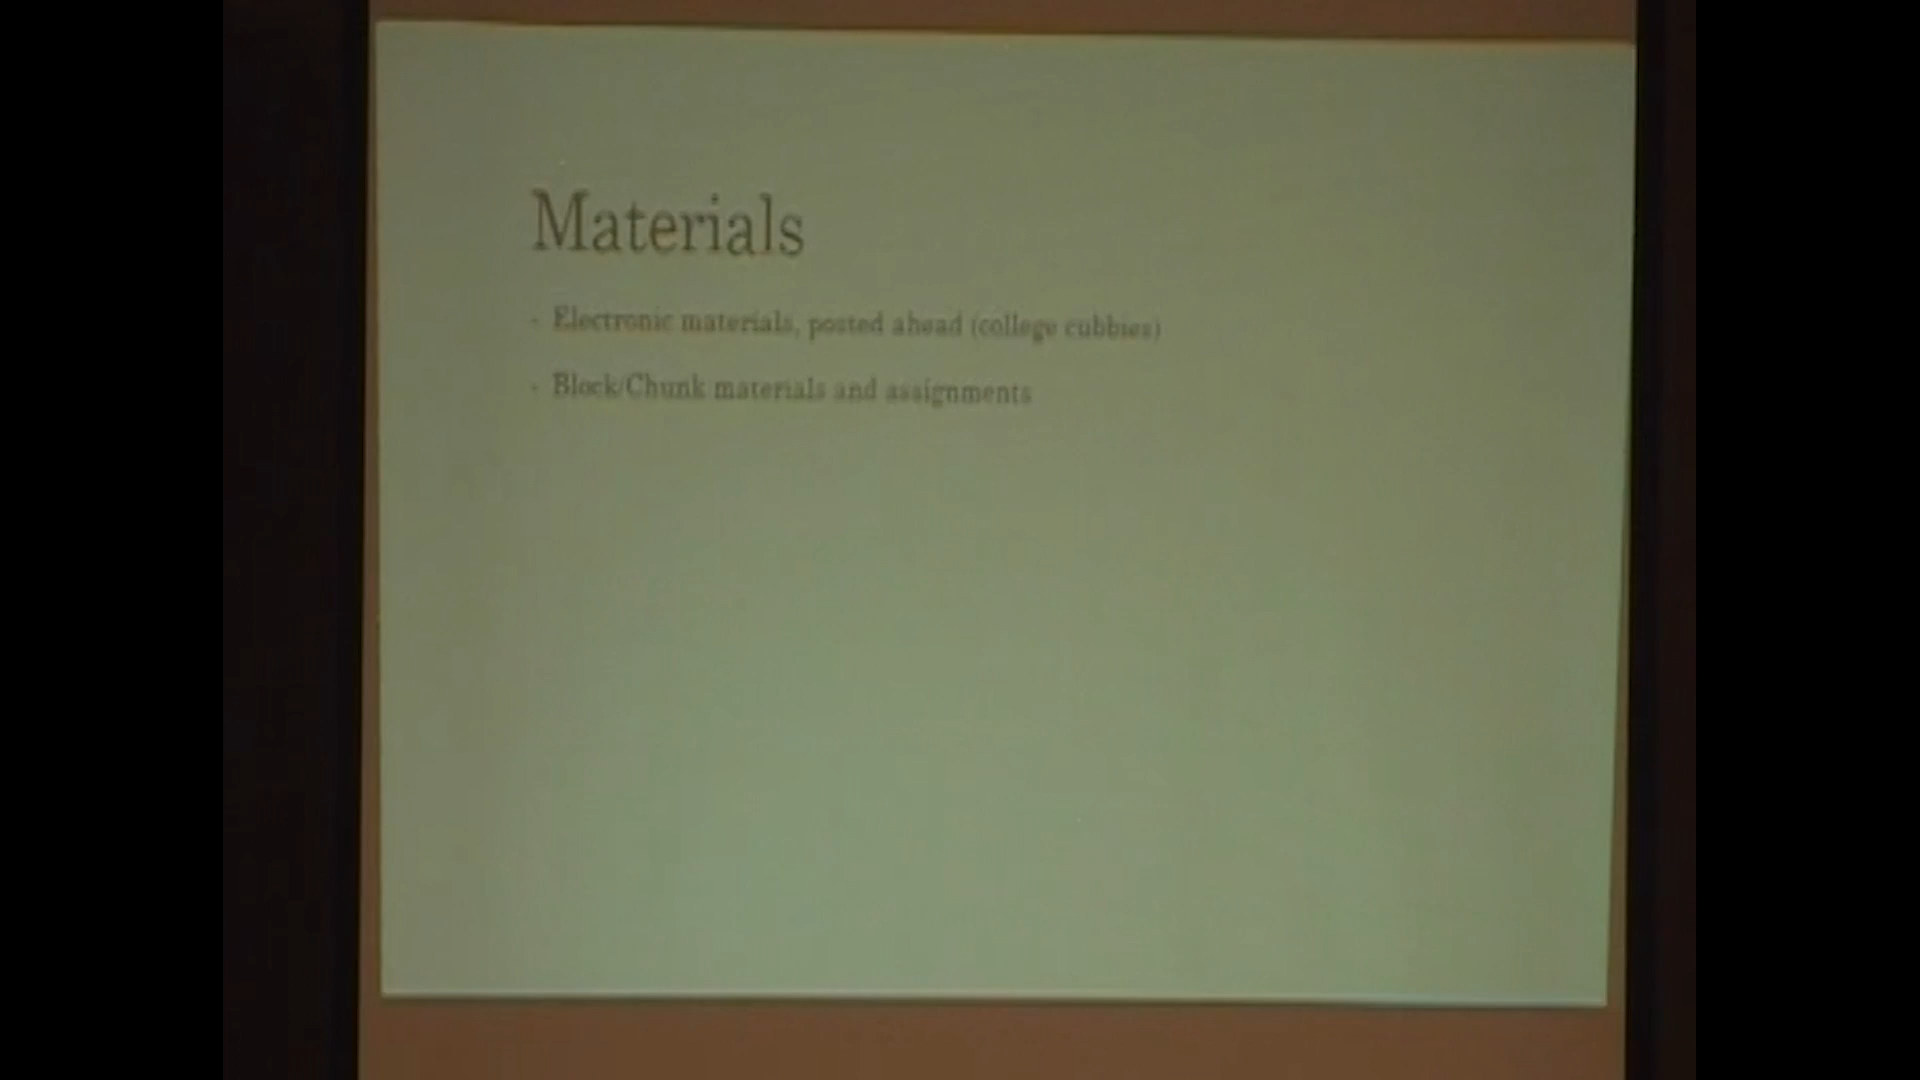 Materials
- Electronic materials, posted ahead (college cubbies)
- Block/Chunk materials and assignments